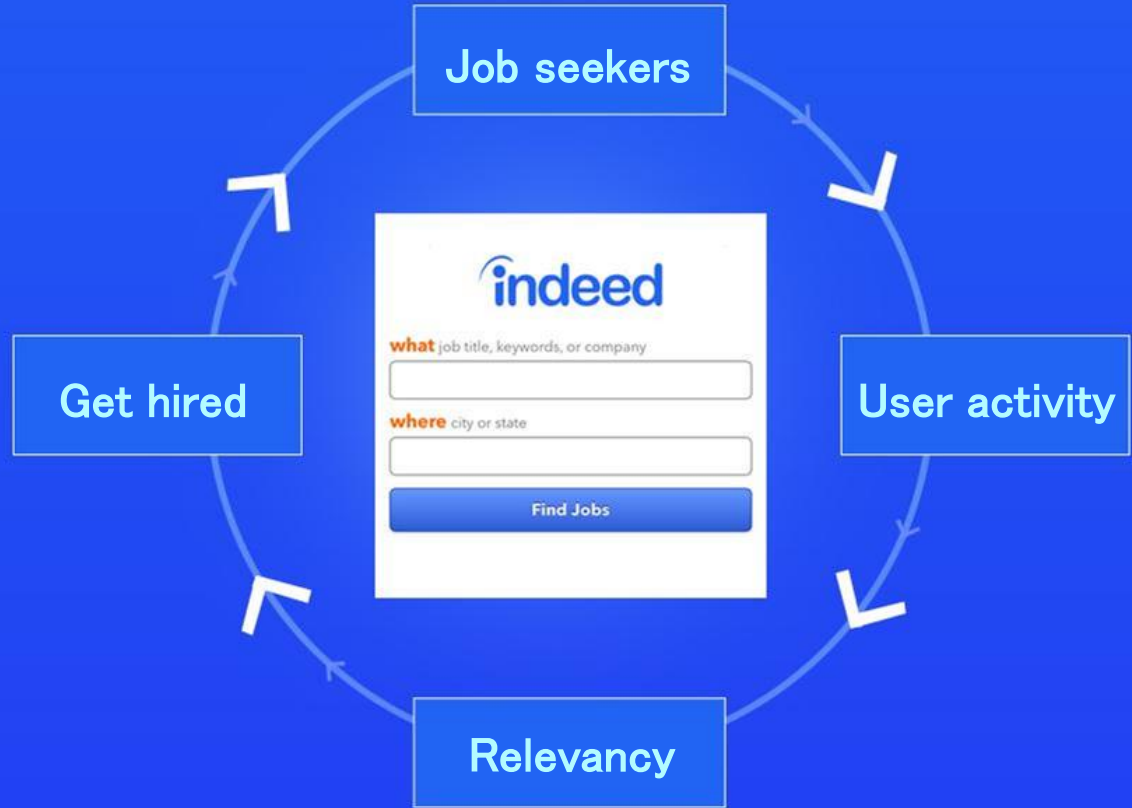 Job seekers
indeed
what job title, keywords, or company
Get hired
User activity
where city or state
Find Jobs
Relevancy